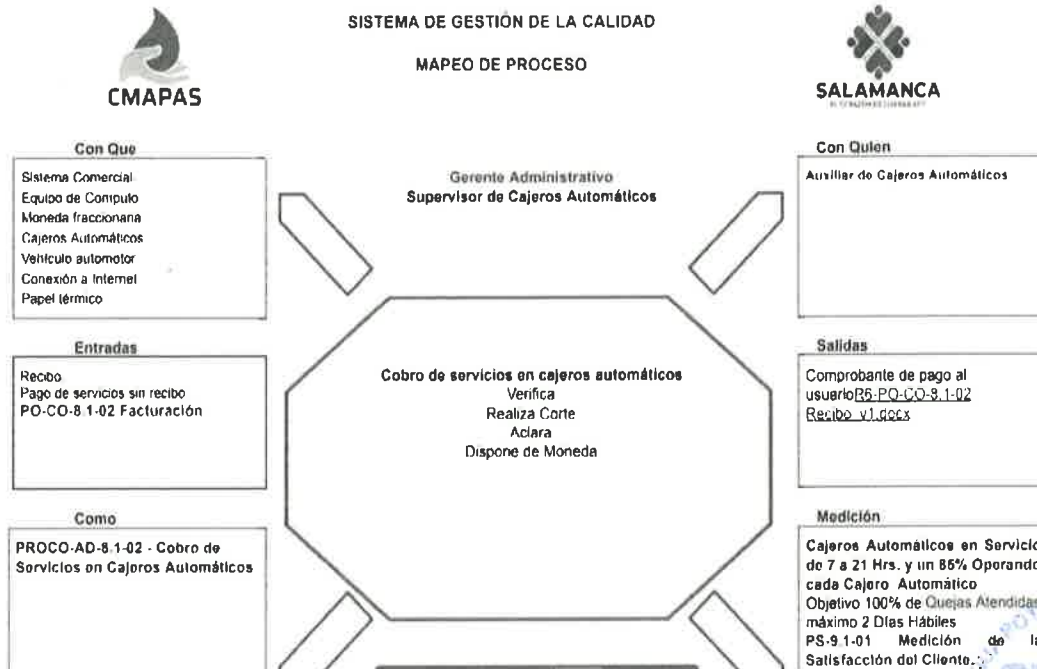 SISTEMA DE GESTIÓN DE LA CALIDAD
MAPEO DE PROCESO
CMAPAS
SALAMANCA
Con Que
Sistema Comercial
Equipo de Computo
Moneda fraccionaria
Cajeros Automáticos
Vehículo automotor
Conexión a Internet
Papel térmico
Gerente Administrativo
Supervisor de Cajeros Automáticos
Con Quien
Auxiliar de Cajeros Automáticos
Entradas
Recibo
Pago de servicios sin recibo
PO-CO-8.1-02 Facturación
Cobro de servicios en cajeros automáticos
Verifica
Realiza Corte
Aclara
Dispone de Moneda
Salidas
Comprobante de pago al
usuarioR6-PO-CO-8.1-02
Recibo_v1.docx
Como
PROCO-AD-8.1-02 - Cobro de
Servicios en Cajeros Automáticos
Medición
Cajeros Automáticos en Servicio
de 7 a 21 Hrs. y un 85% Operando
cada Cajero Automático
Objetivo 100% de Quejas Atendidas
máximo 2 Días Hábiles
PS-9.1-01 Medición de la
Satisfacción del Cliente.